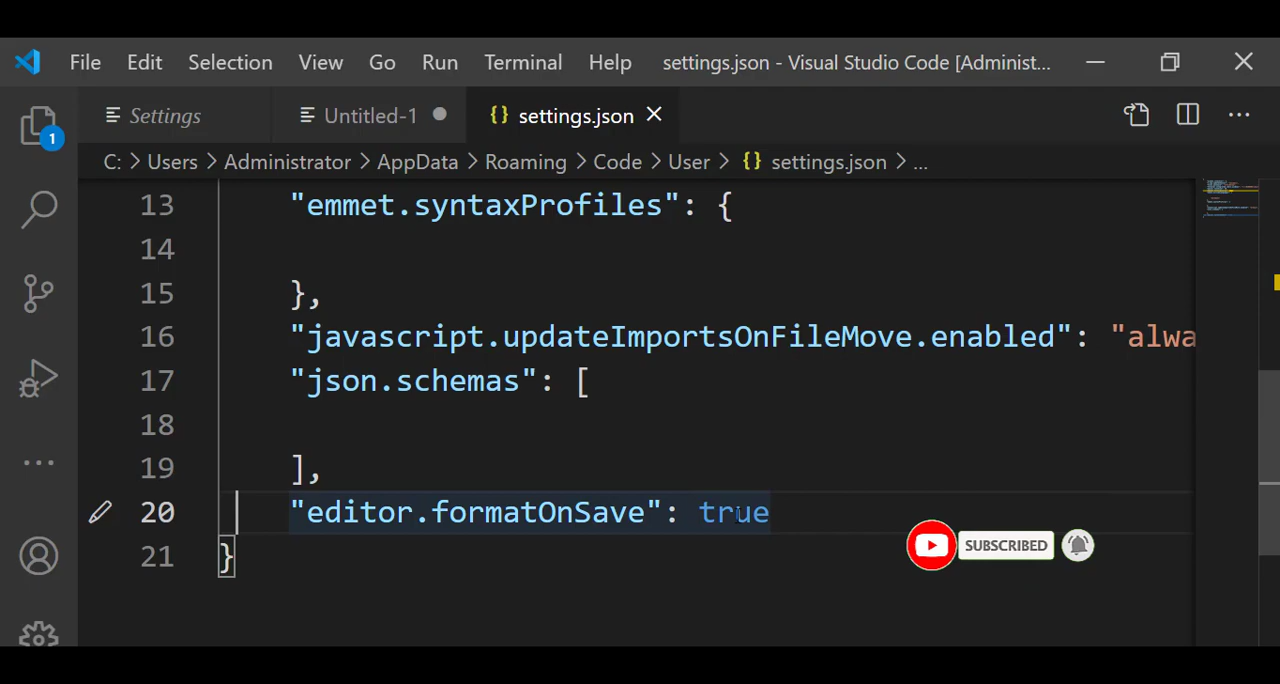 File Edit Selection View Go Run Terminal Help settings.json - Visual Studio Code [Administ...
Settings Untitled-1 settings.json
C: > Users > Administrator > AppData > Roaming > Code > User > {} settings.json > ...
1
13 "emmet.syntaxProfiles": {
14
15 },
16 "javascript.updateImportsOnFileMove.enabled": "alwa
17 "json.schemas": [
18
19 ],
20 "editor.formatOnSave": true
21 }
SUBSCRIBED